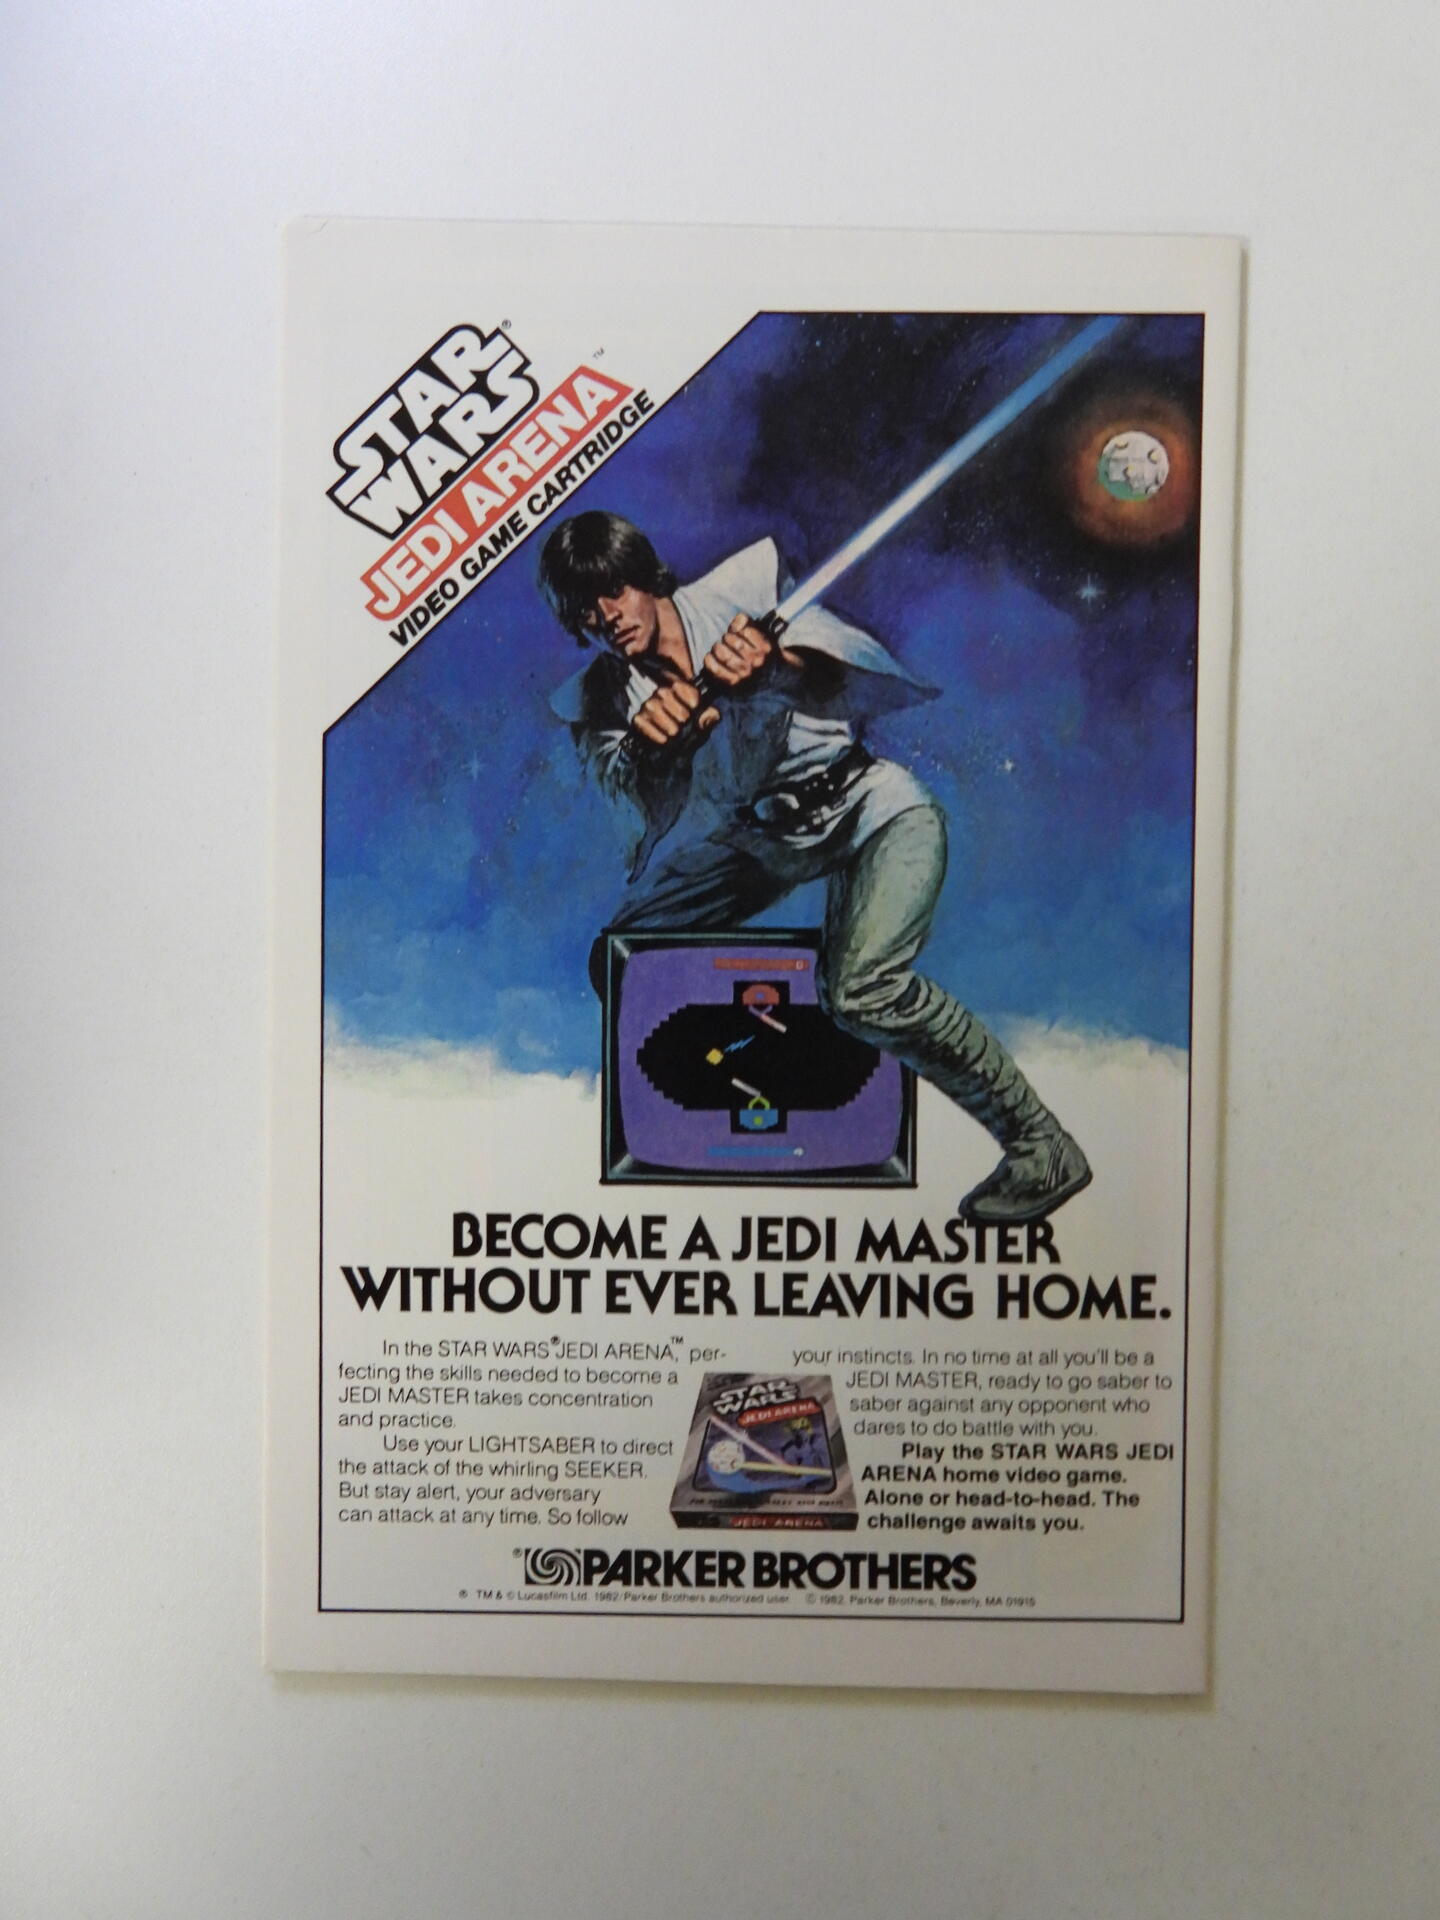 STAR
WARS®
JEDI ARENA™
VIDEO GAME CARTRIDGE
BECOME A JEDI MASTER
WITHOUT EVER LEAVING HOME.
In the STAR WARS® JEDI ARENA,™ per-
fecting the skills needed to become a
JEDI MASTER takes concentration
and practice.
Use your LIGHTSABER to direct
the attack of the whirling SEEKER.
But stay alert, your adversary
can attack at any time. So follow
your instincts. In no time at all you'll be a
JEDI MASTER, ready to go saber to
saber against any opponent who
dares to do battle with you.
Play the STAR WARS JEDI
ARENA home video game.
Alone or head-to-head. The
challenge awaits you.
STAR
WARS
JEDI ARENA
JEDI ARENA
® PARKER BROTHERS
® TM & © Lucasfilm Ltd. 1982/Parker Brothers authorized user. © 1982. Parker Brothers, Beverly, MA 01915